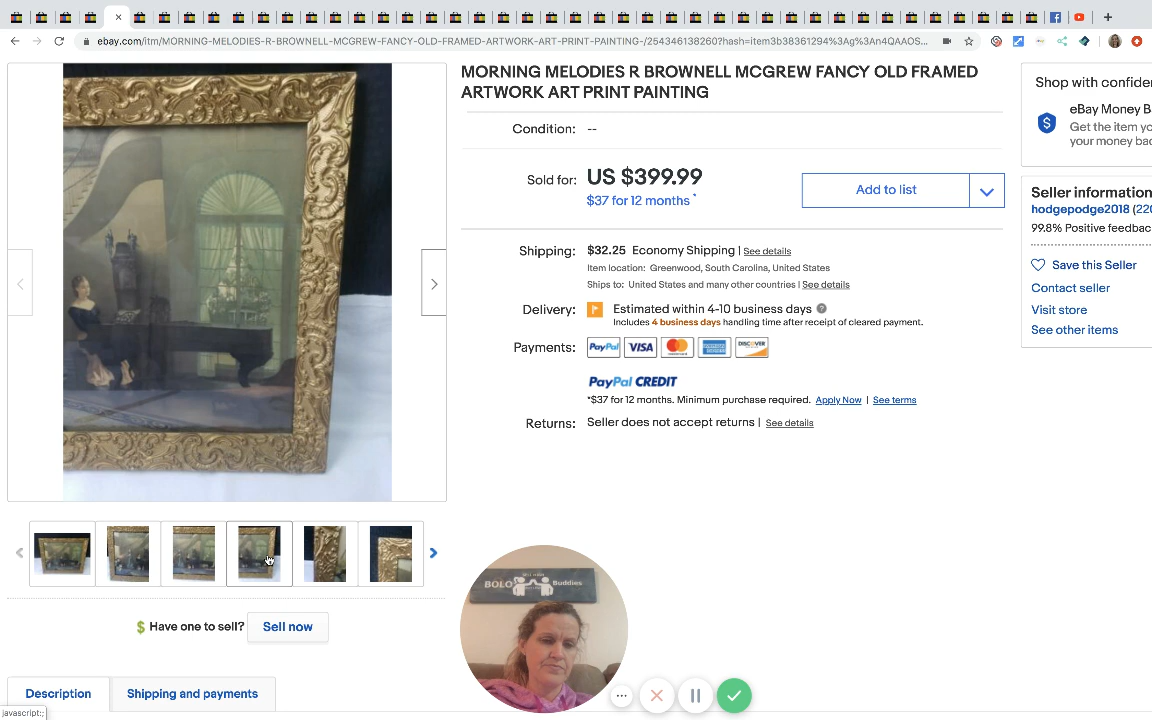 ebay.com/itm/MORNING-MELODIES-R-BROWNELL-MCGREW-FANCY-OLD-FRAMED-ARTWORK-ART-PRINT-PAINTING-/254346138260?hash=item3b38361294%3Ag%3An4QAAOS...
MORNING MELODIES R BROWNELL MCGREW FANCY OLD FRAMED
ARTWORK ART PRINT PAINTING
Condition: --
Sold for: US $399.99
$37 for 12 months *
Add to list
Shipping: $32.25 Economy Shipping | See details
Item location: Greenwood, South Carolina, United States
Ships to: United States and many other countries | See details
Delivery: Estimated within 4-10 business days
Includes 4 business days handling time after receipt of cleared payment.
Payments: PayPal VISA MasterCard DISCOVER
PayPal CREDIT
*$37 for 12 months. Minimum purchase required. Apply Now | See terms
Returns: Seller does not accept returns | See details
Shop with confider
eBay Money B
Get the item yo
your money bac
Seller information
hodgepodge2018 (220
99.8% Positive feedbac
Save this Seller
Contact seller
Visit store
See other items
$ Have one to sell? Sell now
BOLO Buddies
Description
Shipping and payments
javascript:;